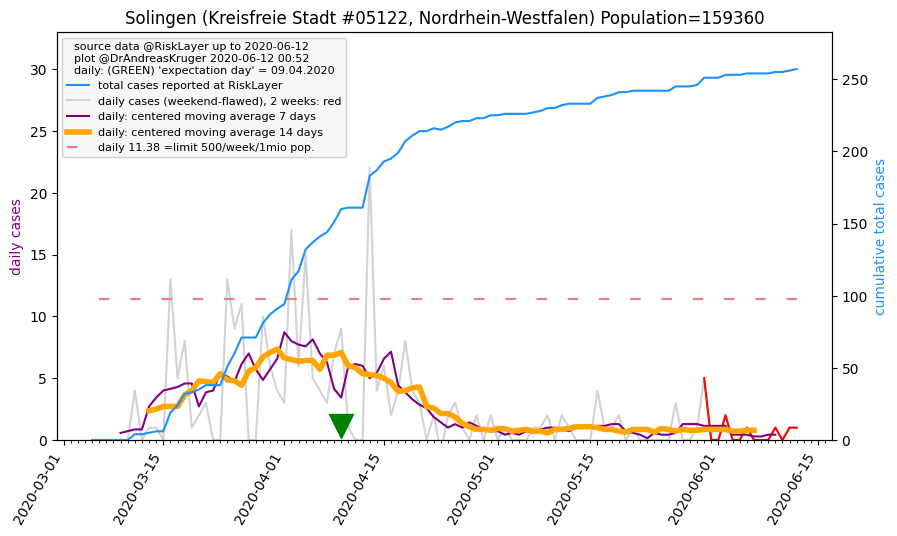 Solingen (Kreisfreie Stadt #05122, Nordrhein-Westfalen) Population=159360
source data @RiskLayer up to 2020-06-12
plot @DrAndreasKruger 2020-06-12 00:52
daily: (GREEN) 'expectation day' = 09.04.2020
total cases reported at RiskLayer
daily cases (weekend-flawed), 2 weeks: red
daily: centered moving average 7 days
daily: centered moving average 14 days
daily 11.38 =limit 500/week/1mio pop.
daily cases
30
25
20
15
10
5
0
cumulative total cases
250
200
150
100
50
0
2020-03-01
2020-03-15
2020-04-01
2020-04-15
2020-05-01
2020-05-15
2020-06-01
2020-06-15